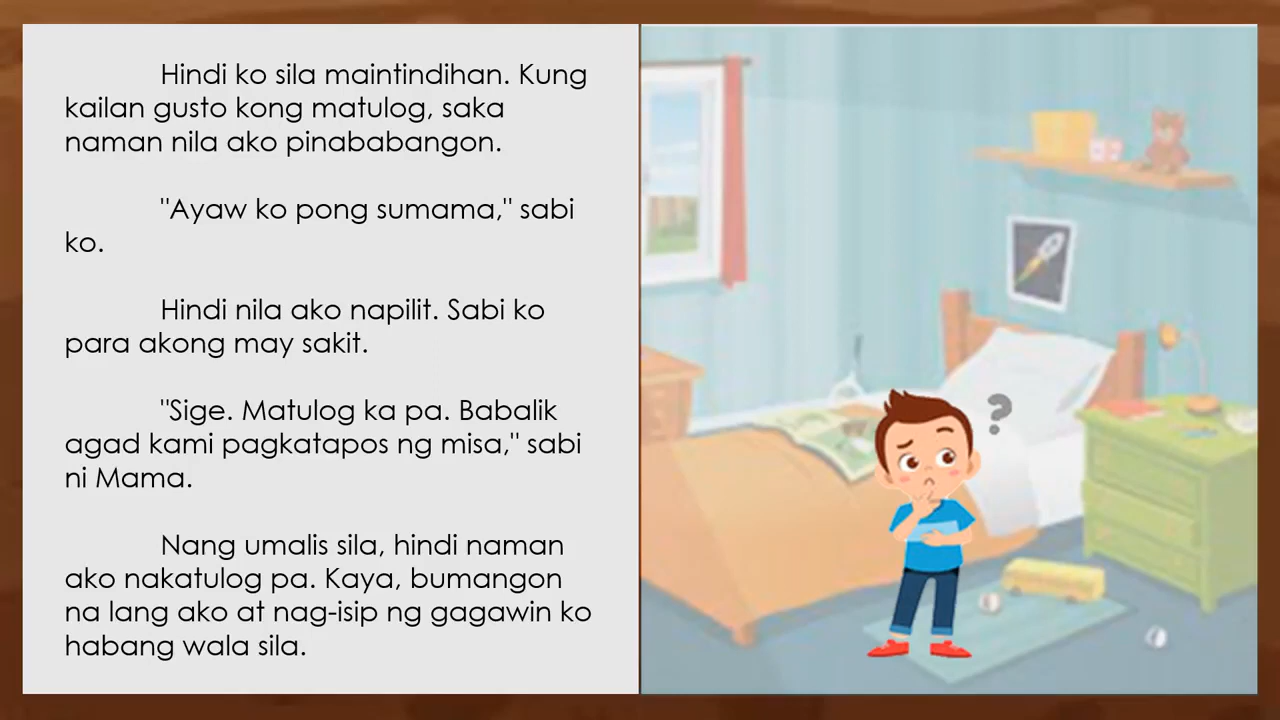 Hindi ko sila maintindihan. Kung
kailan gusto kong matulog, saka
naman nila ako pinababangon.
"Ayaw ko pong sumama," sabi
ko.
Hindi nila ako napilit. Sabi ko
para akong may sakit.
"Sige. Matulog ka pa. Babalik
agad kami pagkatapos ng misa," sabi
ni Mama.
Nang umalis sila, hindi naman
ako nakatulog pa. Kaya, bumangon
na lang ako at nag-isip ng gagawin ko
habang wala sila.
?